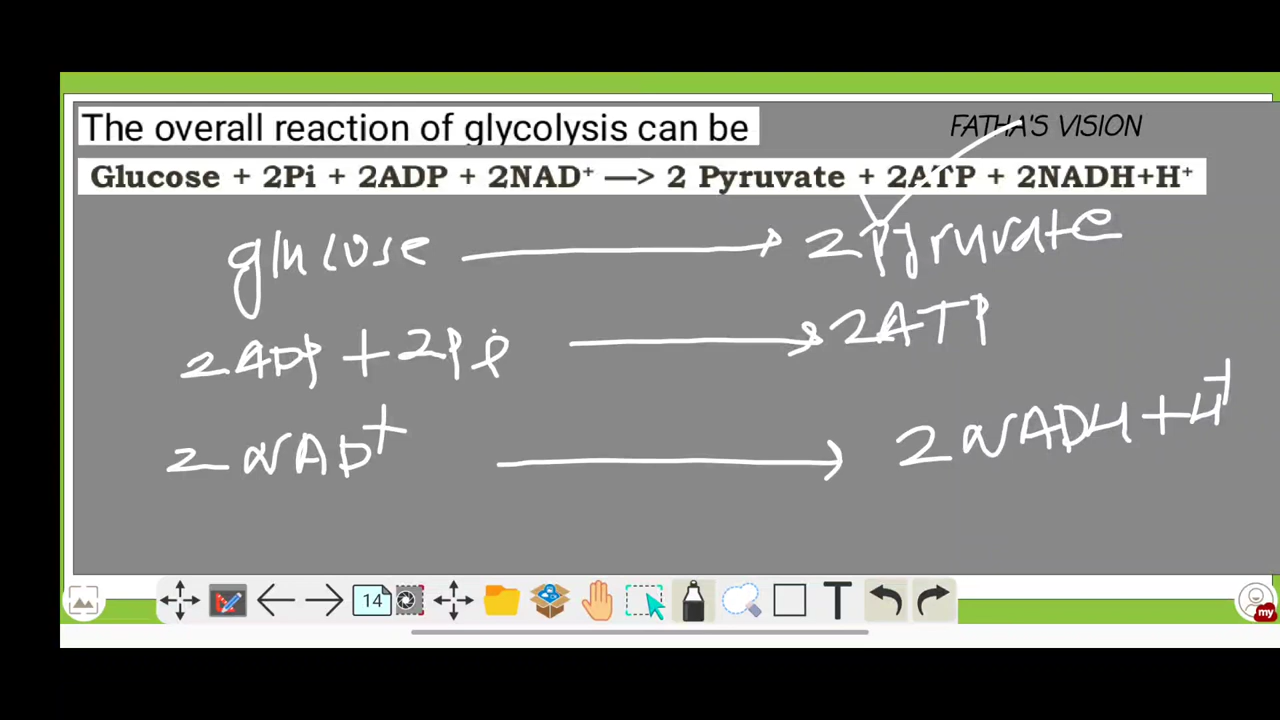 The overall reaction of glycolysis can be
FATHA'S VISION
Glucose + 2Pi + 2ADP + 2NAD⁺ —> 2 Pyruvate + 2ATP + 2NADH+H⁺
glucose → 2 Pyruvate
2ADP + 2Pi → 2ATP
2NAD⁺ → 2NADH + H⁺
14
T
my